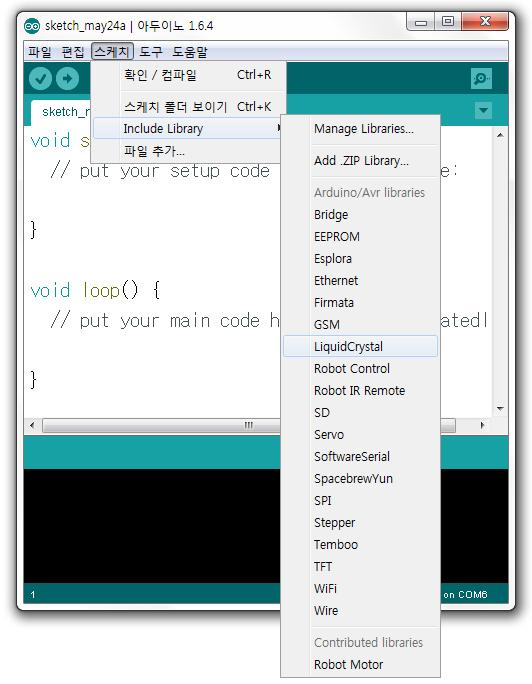 sketch_may24a | 아두이노 1.6.4
파일 편집 스케치 도구 도움말
확인 / 컴파일 Ctrl+R
스케치 폴더 보이기 Ctrl+K
Include Library
파일 추가...
Manage Libraries...
Add .ZIP Library...
Arduino/Avr libraries
Bridge
EEPROM
Esplora
Ethernet
Firmata
GSM
LiquidCrystal
Robot Control
Robot IR Remote
SD
Servo
SoftwareSerial
SpacebrewYun
SPI
Stepper
Temboo
TFT
WiFi
Wire
Contributed libraries
Robot Motor
sketch_
void s
// put your setup code e:
}
void loop() {
// put your main code h atedl
}
1
on COM6